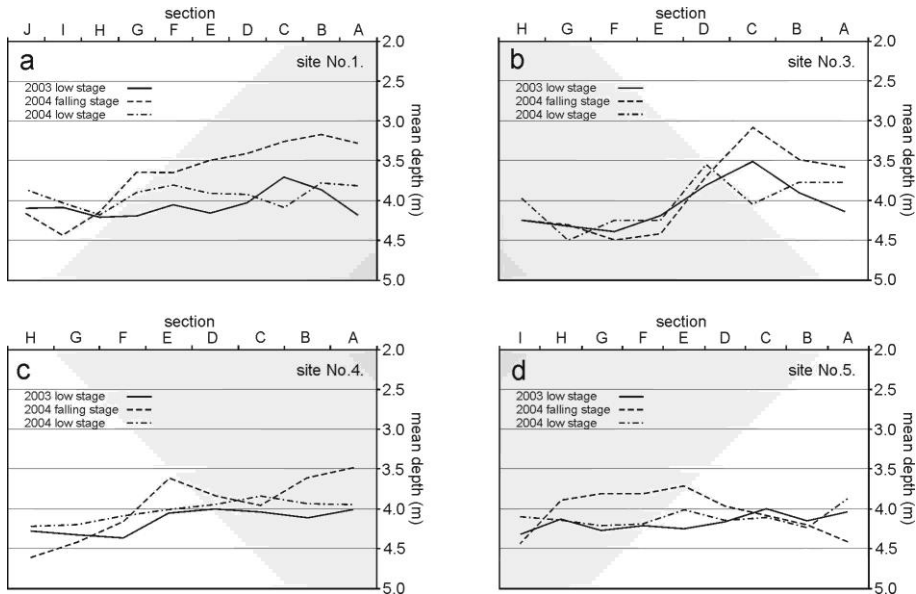 section
J I H G F E D C B A
a
site No.1.
2003 low stage
2004 falling stage
2004 low stage
2.0
2.5
3.0
3.5
4.0
4.5
5.0
mean depth (m)
section
H G F E D C B A
b
site No.3.
2003 low stage
2004 falling stage
2004 low stage
2.0
2.5
3.0
3.5
4.0
4.5
5.0
mean depth (m)
section
H G F E D C B A
c
site No.4.
2003 low stage
2004 falling stage
2004 low stage
2.0
2.5
3.0
3.5
4.0
4.5
5.0
mean depth (m)
section
I H G F E D C B A
d
site No.5.
2003 low stage
2004 falling stage
2004 low stage
2.0
2.5
3.0
3.5
4.0
4.5
5.0
mean depth (m)